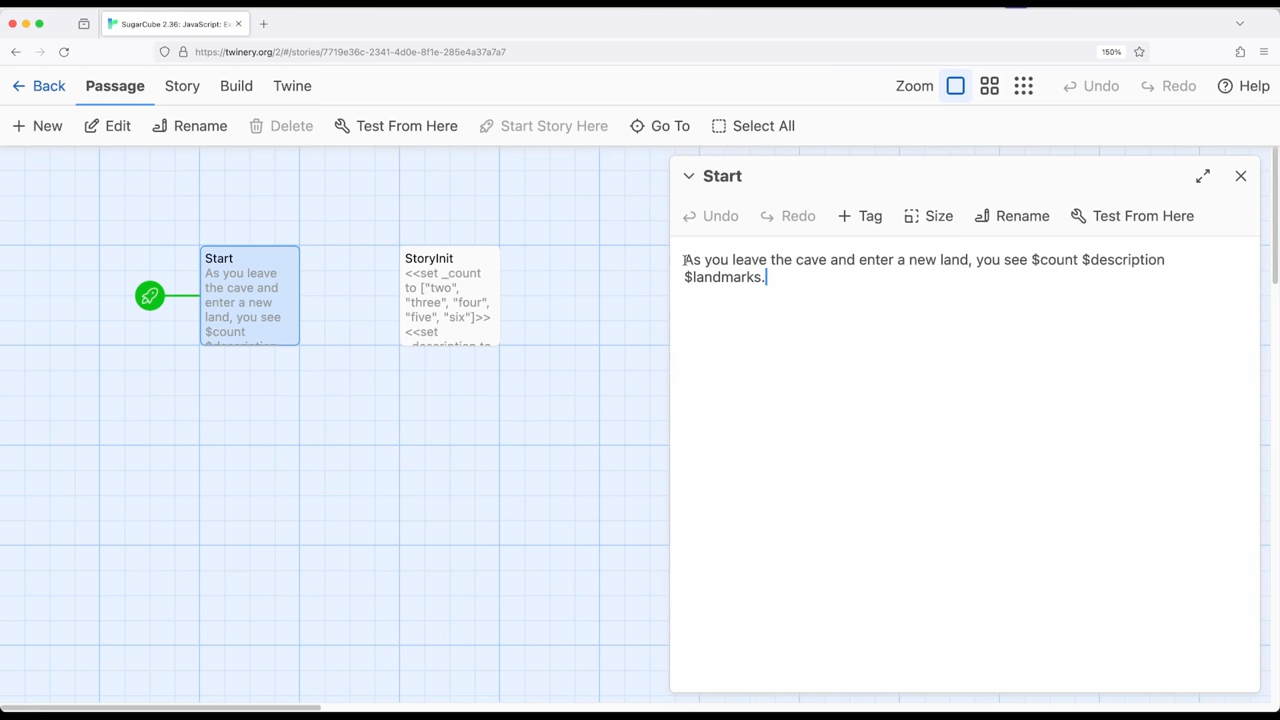 SugarCube 2.36: JavaScript: Ex
https://twinery.org/2/#/stories/7719e36c-2341-4d0e-8f1e-285e4a37a7a7
150%
Back
Passage
Story
Build
Twine
Zoom
Undo
Redo
Help
New
Edit
Rename
Delete
Test From Here
Start Story Here
Go To
Select All
Start
As you leave
the cave and
enter a new
land, you see
$count
$description
StoryInit
<<set _count
to ["two",
"three", "four",
"five", "six"]>>
<<set
_description to
Start
Undo
Redo
Tag
Size
Rename
Test From Here
As you leave the cave and enter a new land, you see $count $description
$landmarks.